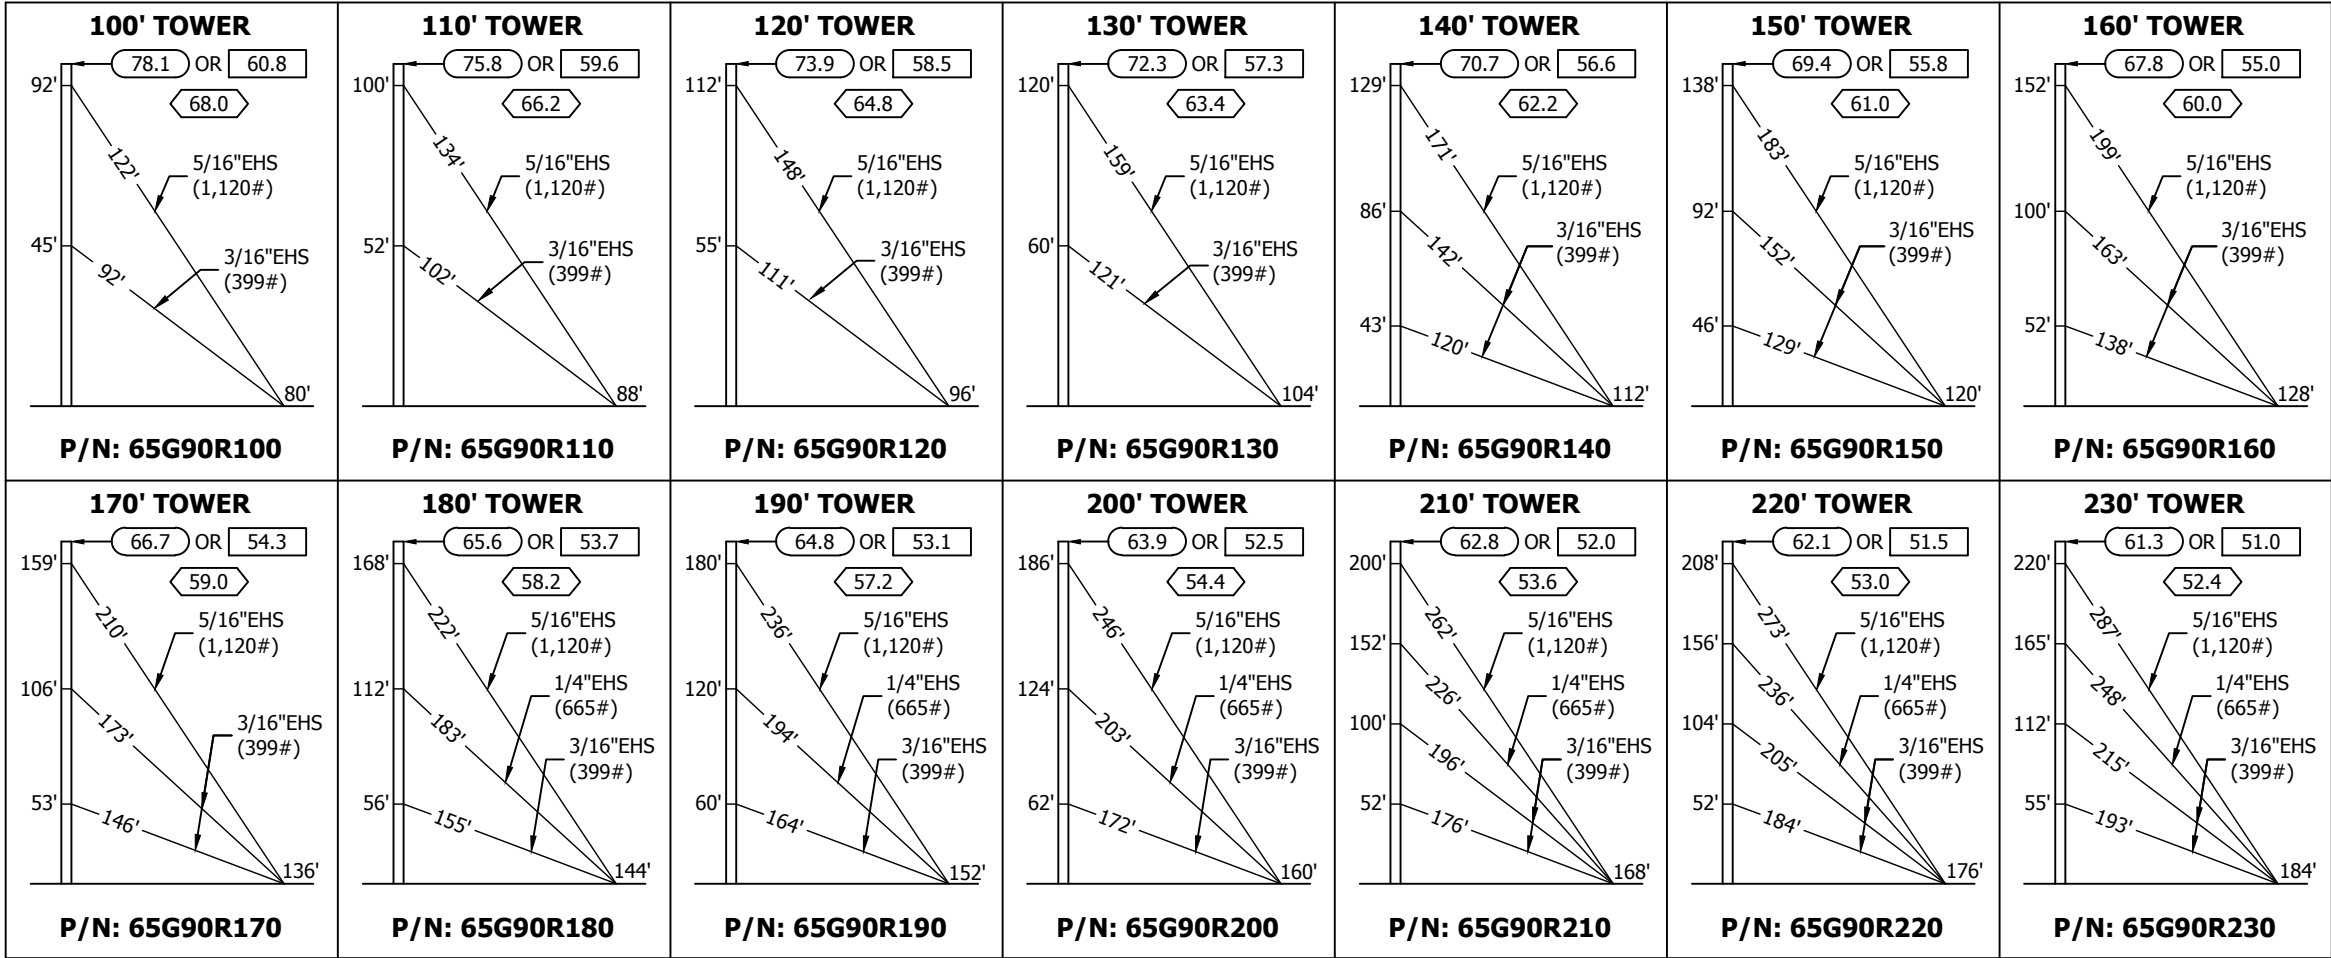 100' TOWER
78.1 OR 60.8
92'
68.0
122'
5/16"EHS
(1,120#)
45'
92'
3/16"EHS
(399#)
80'
P/N: 65G90R100
110' TOWER
75.8 OR 59.6
100'
66.2
134'
5/16"EHS
(1,120#)
52'
102'
3/16"EHS
(399#)
88'
P/N: 65G90R110
120' TOWER
73.9 OR 58.5
112'
64.8
148'
5/16"EHS
(1,120#)
55'
111'
3/16"EHS
(399#)
96'
P/N: 65G90R120
130' TOWER
72.3 OR 57.3
120'
63.4
159'
5/16"EHS
(1,120#)
60'
121'
3/16"EHS
(399#)
104'
P/N: 65G90R130
140' TOWER
70.7 OR 56.6
129'
62.2
171'
5/16"EHS
(1,120#)
86'
142'
3/16"EHS
(399#)
43'
120'
112'
P/N: 65G90R140
150' TOWER
69.4 OR 55.8
138'
61.0
183'
5/16"EHS
(1,120#)
92'
152'
3/16"EHS
(399#)
46'
129'
120'
P/N: 65G90R150
160' TOWER
67.8 OR 55.0
152'
60.0
199'
5/16"EHS
(1,120#)
100'
163'
3/16"EHS
(399#)
52'
138'
128'
P/N: 65G90R160
170' TOWER
66.7 OR 54.3
159'
59.0
210'
5/16"EHS
(1,120#)
106'
173'
3/16"EHS
(399#)
53'
146'
136'
P/N: 65G90R170
180' TOWER
65.6 OR 53.7
168'
58.2
222'
5/16"EHS
(1,120#)
112'
183'
1/4"EHS
(665#)
3/16"EHS
(399#)
56'
155'
144'
P/N: 65G90R180
190' TOWER
64.8 OR 53.1
180'
57.2
236'
5/16"EHS
(1,120#)
120'
194'
1/4"EHS
(665#)
3/16"EHS
(399#)
60'
164'
152'
P/N: 65G90R190
200' TOWER
63.9 OR 52.5
186'
54.4
246'
5/16"EHS
(1,120#)
124'
203'
1/4"EHS
(665#)
3/16"EHS
(399#)
62'
172'
160'
P/N: 65G90R200
210' TOWER
62.8 OR 52.0
200'
53.6
262'
5/16"EHS
(1,120#)
152'
226'
1/4"EHS
(665#)
100'
196'
3/16"EHS
(399#)
52'
176'
168'
P/N: 65G90R210
220' TOWER
62.1 OR 51.5
208'
53.0
273'
5/16"EHS
(1,120#)
156'
236'
1/4"EHS
(665#)
104'
205'
3/16"EHS
(399#)
52'
184'
176'
P/N: 65G90R220
230' TOWER
61.3 OR 51.0
220'
52.4
287'
5/16"EHS
(1,120#)
165'
248'
1/4"EHS
(665#)
112'
215'
3/16"EHS
(399#)
55'
193'
184'
P/N: 65G90R230